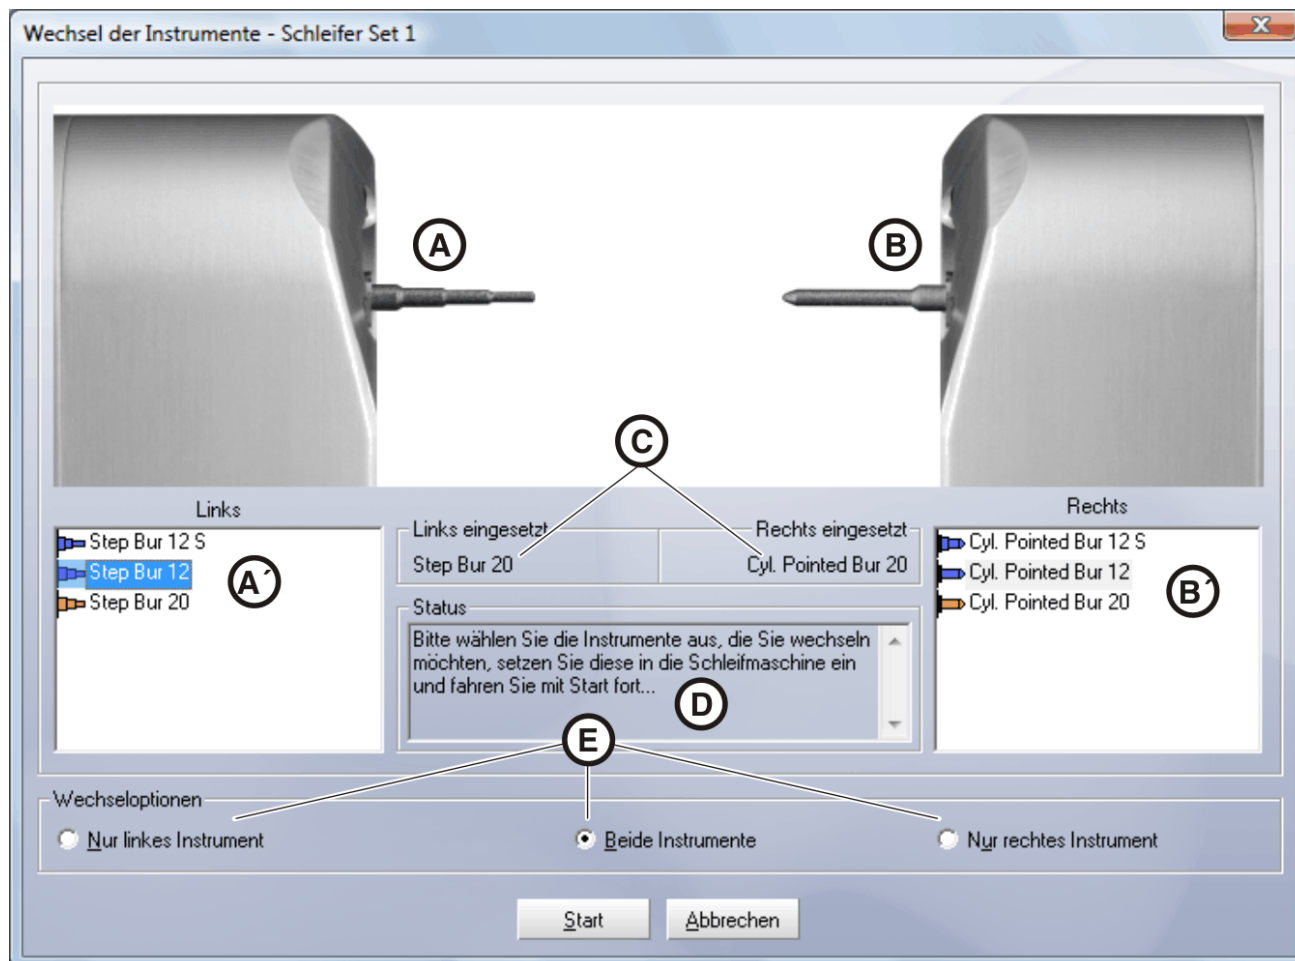 Wechsel der Instrumente - Schleifer Set 1
A
B
C
Links
Rechts
Step Bur 12 S
Step Bur 12
Step Bur 20
A´
Links eingesetzt
Rechts eingesetzt
Step Bur 20
Cyl. Pointed Bur 20
Cyl. Pointed Bur 12 S
Cyl. Pointed Bur 12
Cyl. Pointed Bur 20
B´
Status
Bitte wählen Sie die Instrumente aus, die Sie wechseln
möchten, setzen Sie diese in die Schleifmaschine ein
und fahren Sie mit Start fort...
D
E
Wechseloptionen
Nur linkes Instrument
Beide Instrumente
Nur rechtes Instrument
Start
Abbrechen